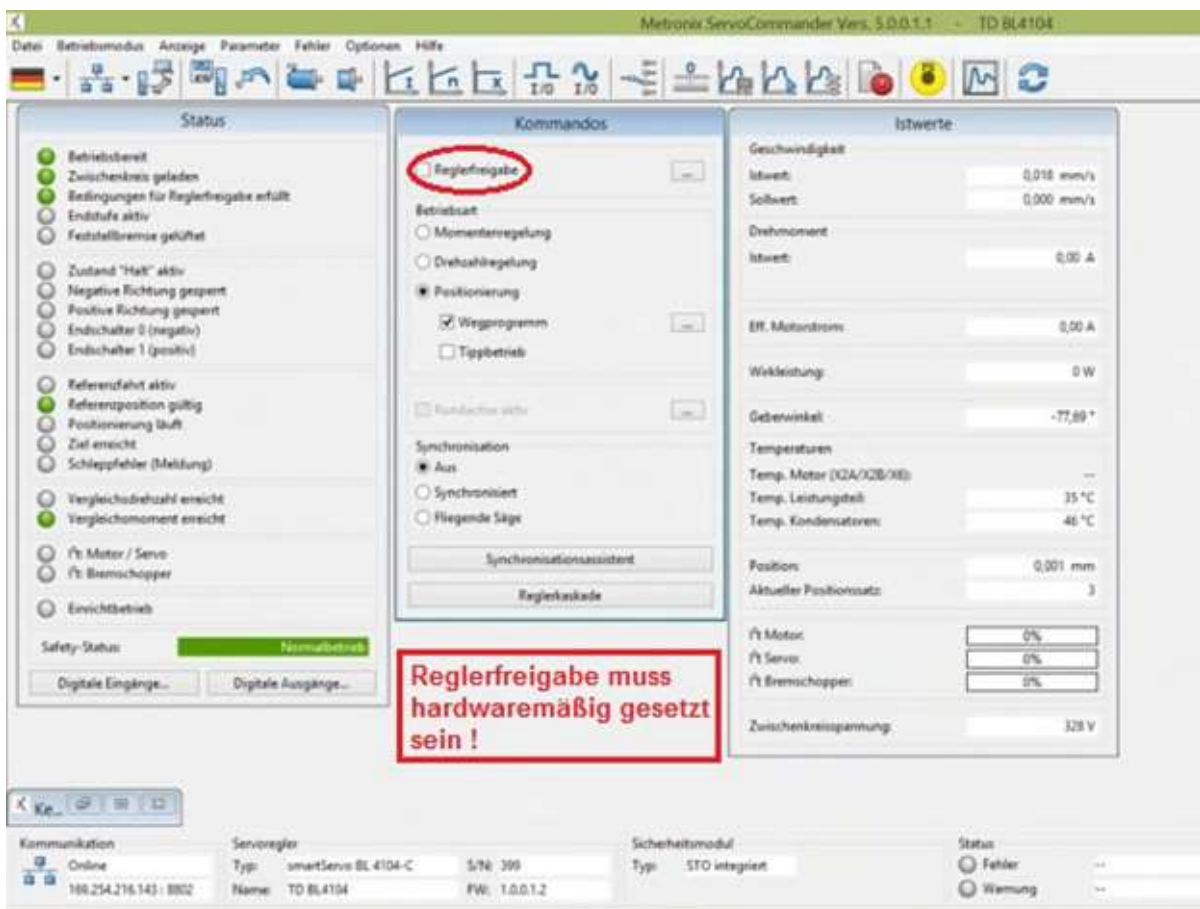 Metronix ServoCommander Vers. 5.0.0.1.1 - TD BL4104
Datei Betriebsmodus Anzeige Parameter Fehler Optionen Hilfe
Status
Betriebsbereit
Zwischenkreis geladen
Bedingungen für Reglerfreigabe erfüllt
Endstufe aktiv
Feststellbremse gelüftet
Zustand "Halt" aktiv
Negative Richtung gesperrt
Positive Richtung gesperrt
Endschalter 0 (negativ)
Endschalter 1 (positiv)
Referenzfahrt aktiv
Referenzposition gültig
Positionierung läuft
Ziel erreicht
Schleppfehler (Meldung)
Vergleichsdrehzahl erreicht
Vergleichsmoment erreicht
I²t: Motor / Servo
I²t: Bremschopper
Einrichtbetrieb
Safety-Status: Normalbetrieb
Digitale Eingänge... Digitale Ausgänge...
Kommandos
Reglerfreigabe ...
Betriebsart
Momentenregelung
Drehzahlregelung
Positionierung
Wegprogramm ...
Tippbetrieb
Rundachse aktiv ...
Synchronisation
Aus
Synchronisiert
Fliegende Säge
Synchronisationsassistent
Reglerkaskade
Reglerfreigabe muss
hardwaremäßig gesetzt
sein !
Istwerte
Geschwindigkeit
Istwert: 0,018 mm/s
Sollwert: 0,000 mm/s
Drehmoment
Istwert: 0,00 A
Eff. Motorstrom: 0,00 A
Wirkleistung: 0 W
Geberwinkel: -77,69 °
Temperaturen
Temp. Motor (X2A/X2B/X6): --
Temp. Leistungsteil: 35 °C
Temp. Kondensatoren: 46 °C
Position: 0,001 mm
Aktueller Positionssatz: 3
I²t Motor: 0%
I²t Servo: 0%
I²t Bremschopper: 0%
Zwischenkreisspannung: 328 V
Ke...
Kommunikation
Online
169.254.216.143 : 8802
Servoregler
Typ: smartServo BL 4104-C S/N: 399
Name: TD BL4104 FW: 1.0.0.1.2
Sicherheitsmodul
Typ: STO integriert
Status
Fehler --
Warnung --